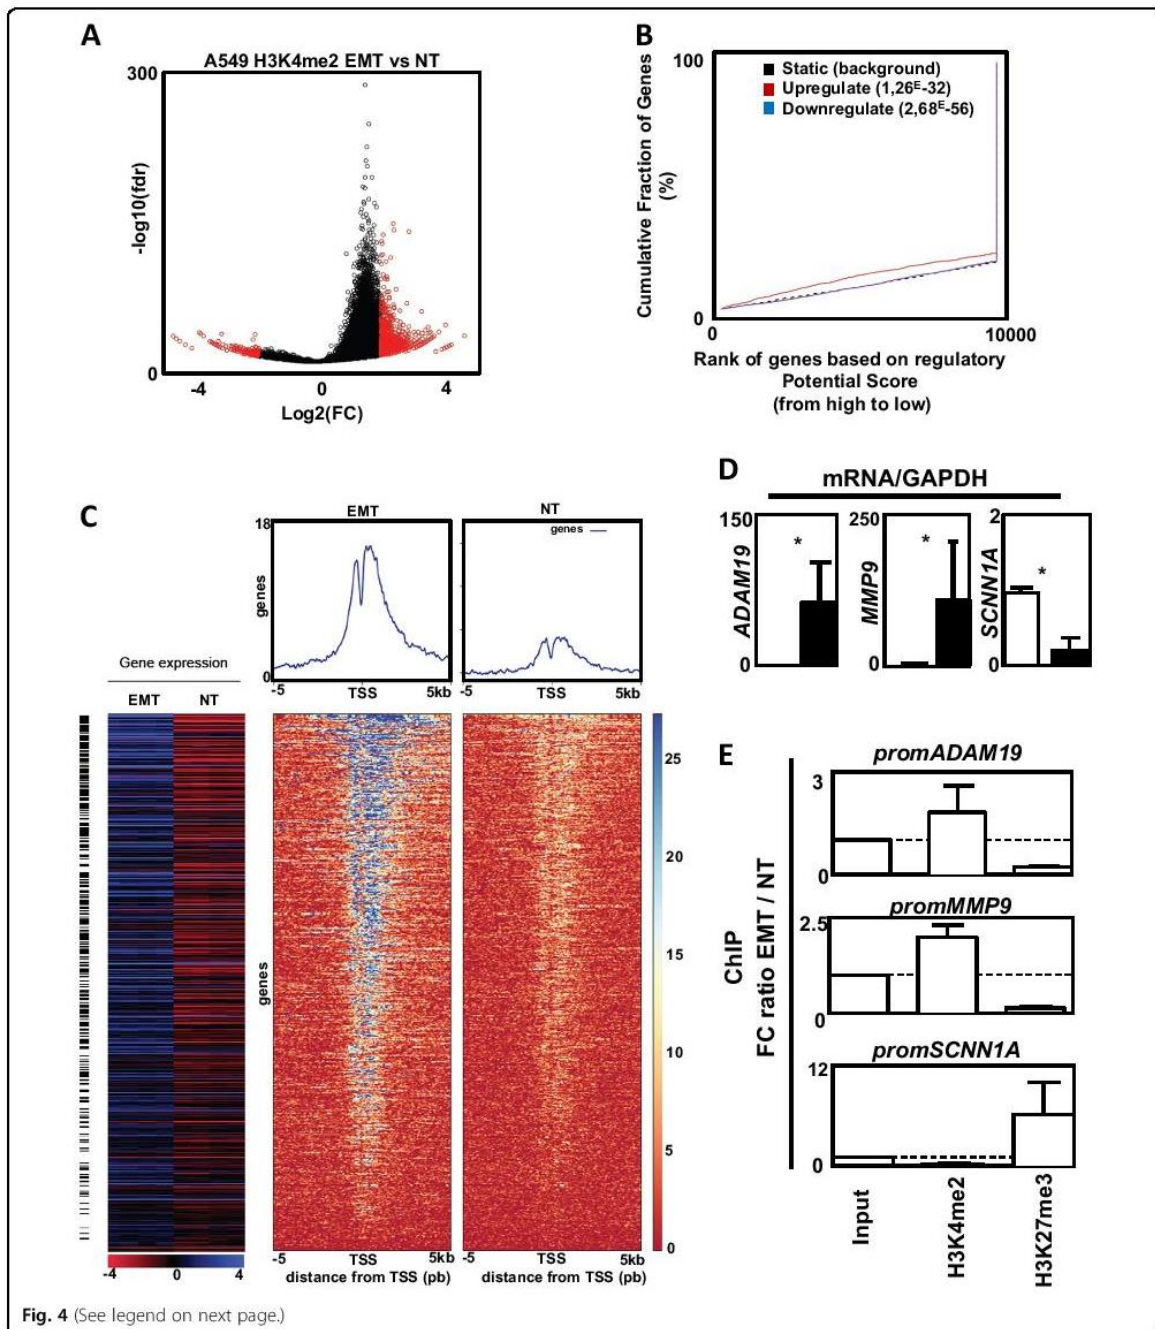 A
A549 H3K4me2 EMT vs NT
300
-log10(fdr)
0
-4
0
4
Log2(FC)
B
100
Static (background)
Upregulate (1,26E-32)
Downregulate (2,68E-56)
Cumulative Fraction of Genes
(%)
0
0
10000
Rank of genes based on regulatory
Potential Score
(from high to low)
C
EMT
NT
18
genes
genes
0
-5
TSS
5kb
-5
TSS
5kb
Gene expression
EMT
NT
genes
25
20
15
10
5
0
-4
0
4
-5
TSS
5kb
-5
TSS
5kb
distance from TSS (pb)
distance from TSS (pb)
D
mRNA/GAPDH
150
ADAM19
*
0
250
MMP9
*
0
2
SCNN1A
*
0
E
ChIP
FC ratio EMT / NT
promADAM19
3
0
promMMP9
2.5
0
promSCNN1A
12
0
Input
H3K4me2
H3K27me3
Fig. 4 (See legend on next page.)